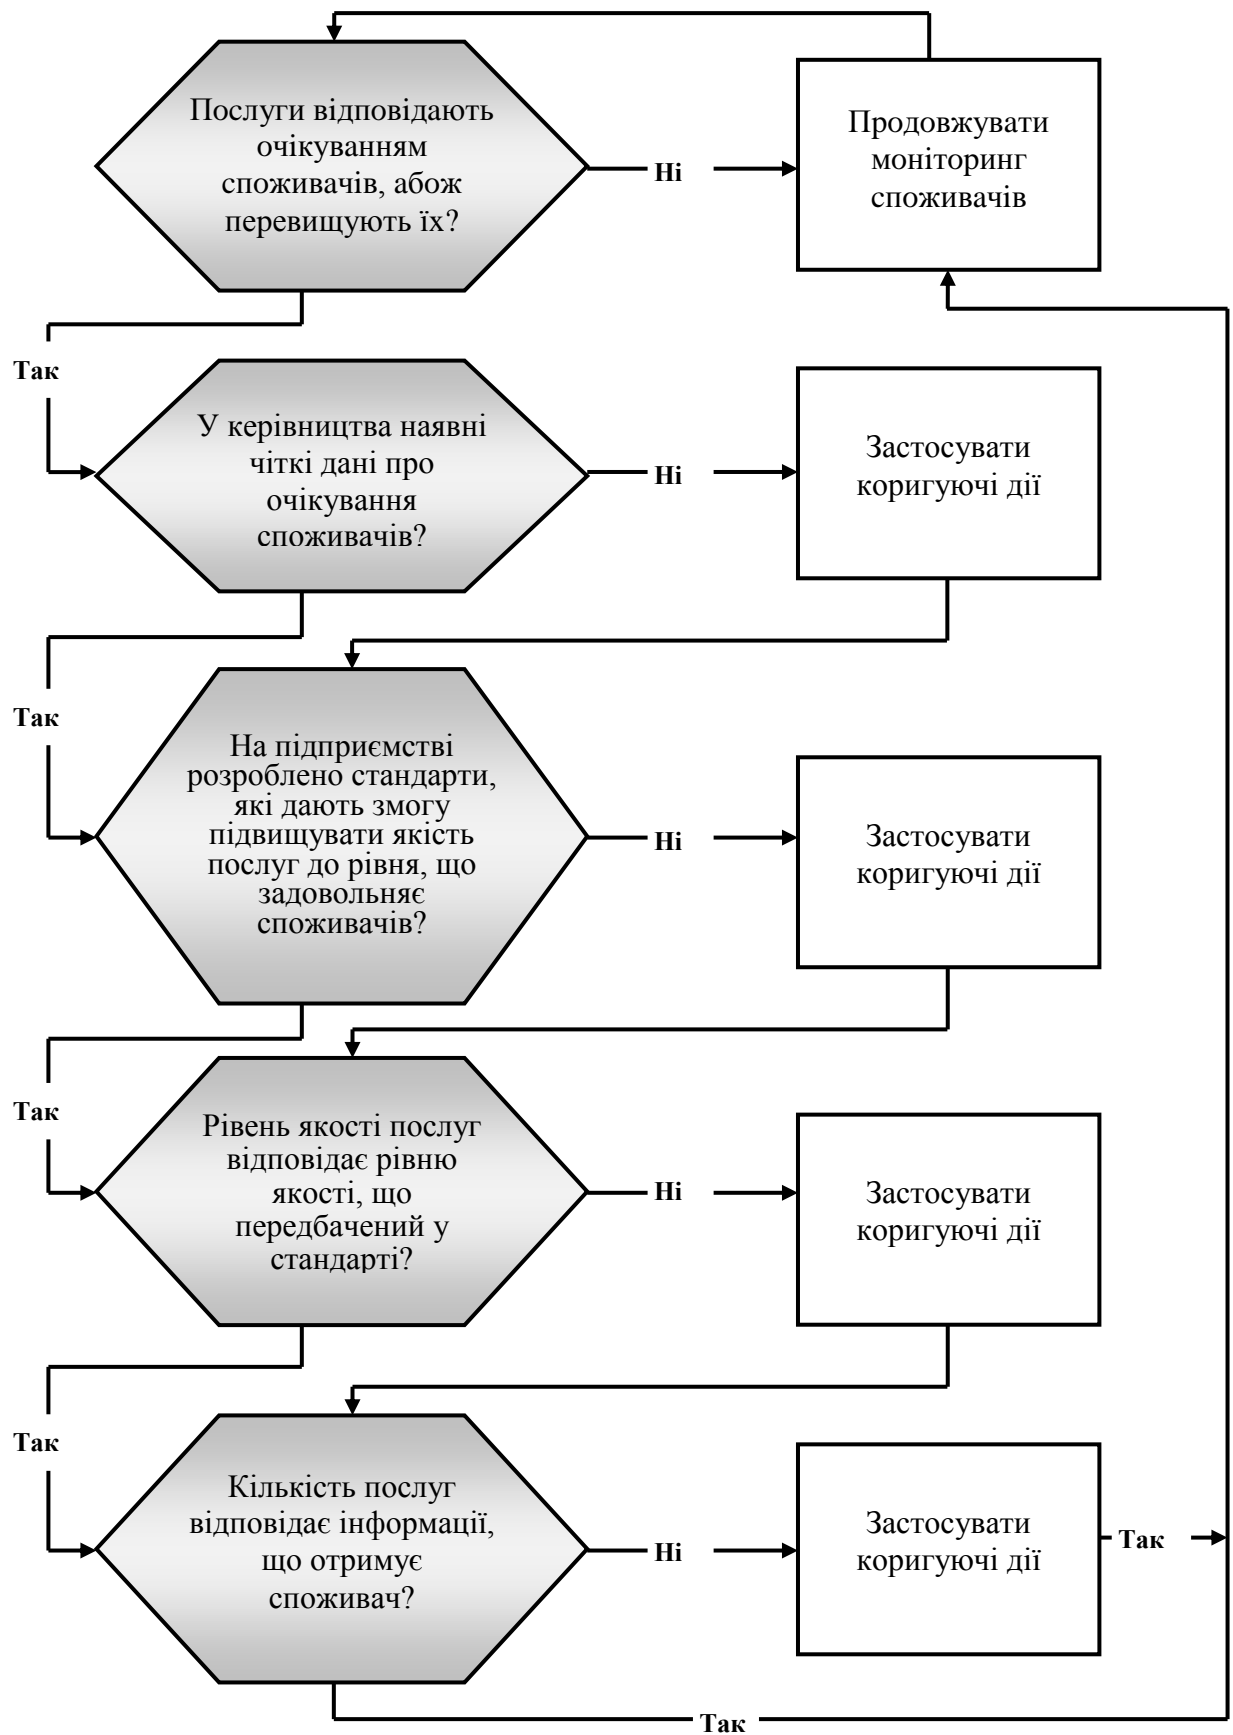 Послуги відповідають
очікуванням
споживачів, абож
перевищують їх?
Ні
Продовжувати
моніторинг
споживачів
Так
У керівництва наявні
чіткі дані про
очікування
споживачів?
Ні
Застосувати
коригуючі дії
Так
На підприємстві
розроблено стандарти,
які дають змогу
підвищувати якість
послуг до рівня, що
задовольняє
споживачів?
Ні
Застосувати
коригуючі дії
Так
Рівень якості послуг
відповідає рівню
якості, що
передбачений у
стандарті?
Ні
Застосувати
коригуючі дії
Так
Кількість послуг
відповідає інформації,
що отримує
споживач?
Ні
Застосувати
коригуючі дії
Так
Так